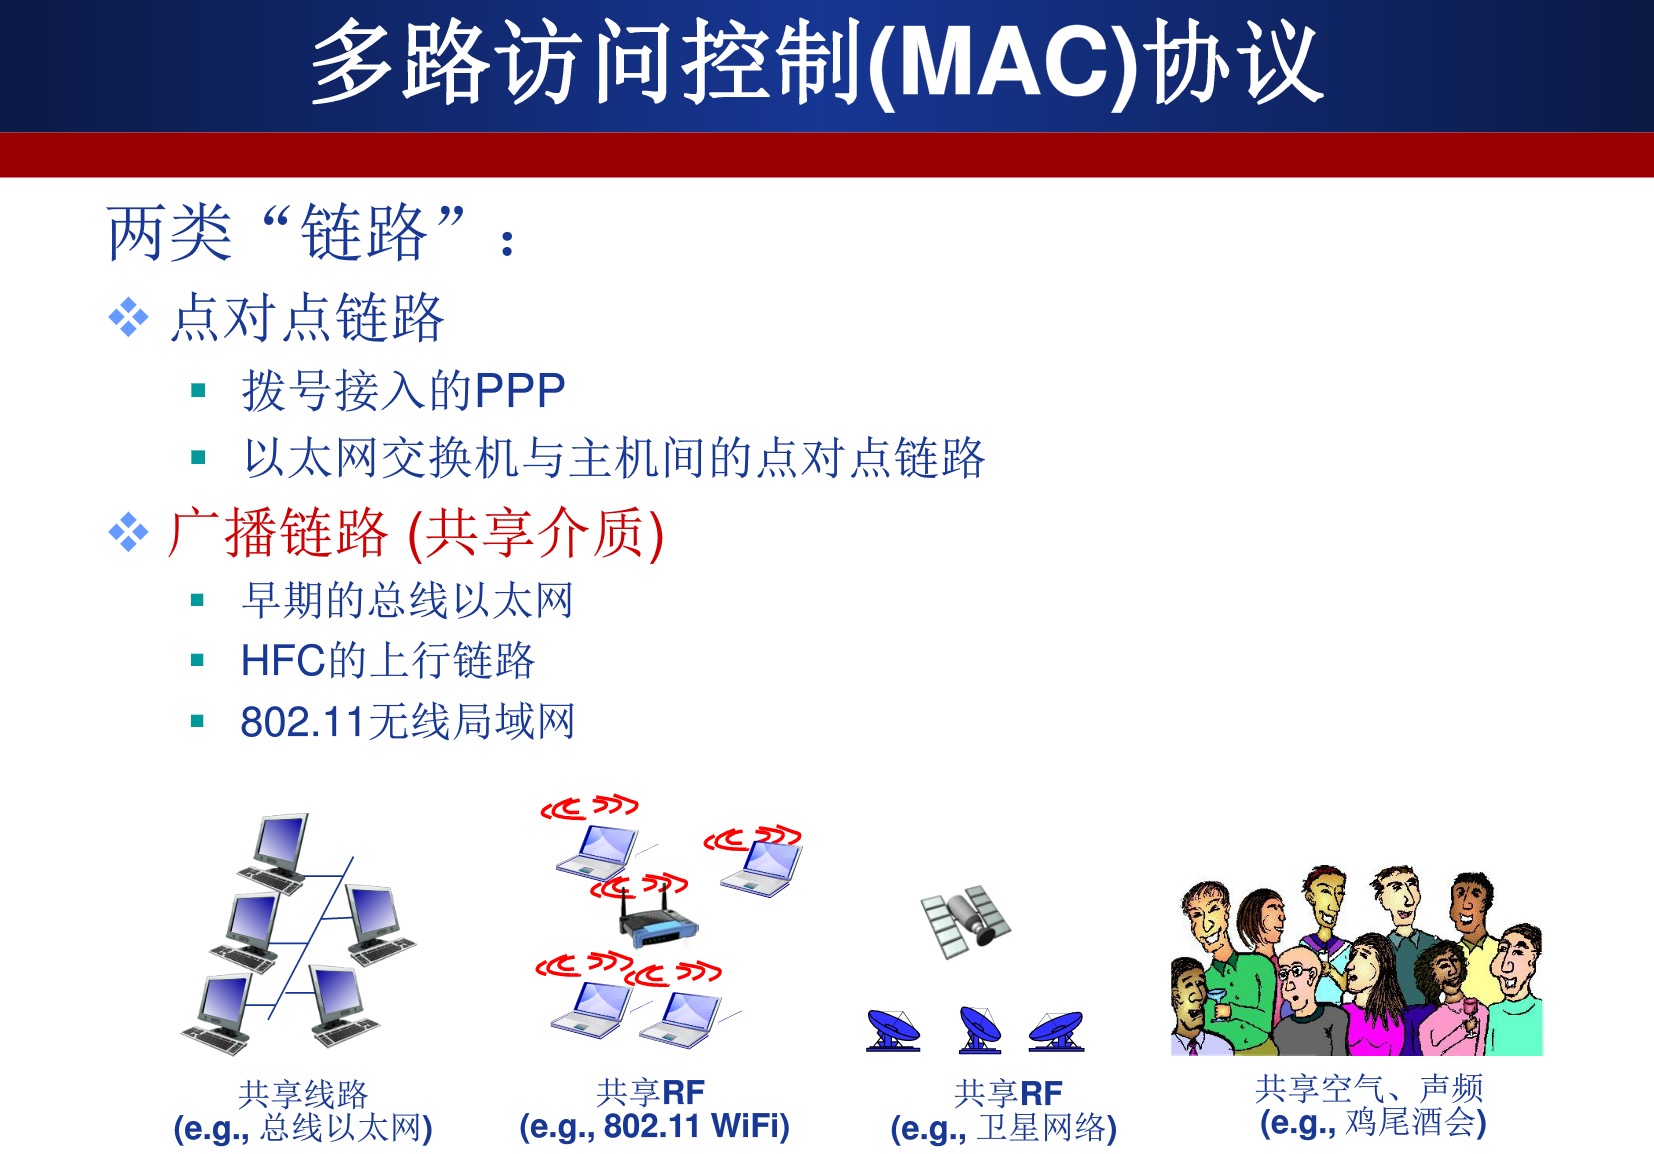 多路访问控制(MAC)协议
两类“链路”：
点对点链路
拨号接入的PPP
以太网交换机与主机间的点对点链路
广播链路 (共享介质)
早期的总线以太网
HFC的上行链路
802.11无线局域网
共享线路
(e.g., 总线以太网)
共享RF
(e.g., 802.11 WiFi)
共享RF
(e.g., 卫星网络)
共享空气、声频
(e.g., 鸡尾酒会)